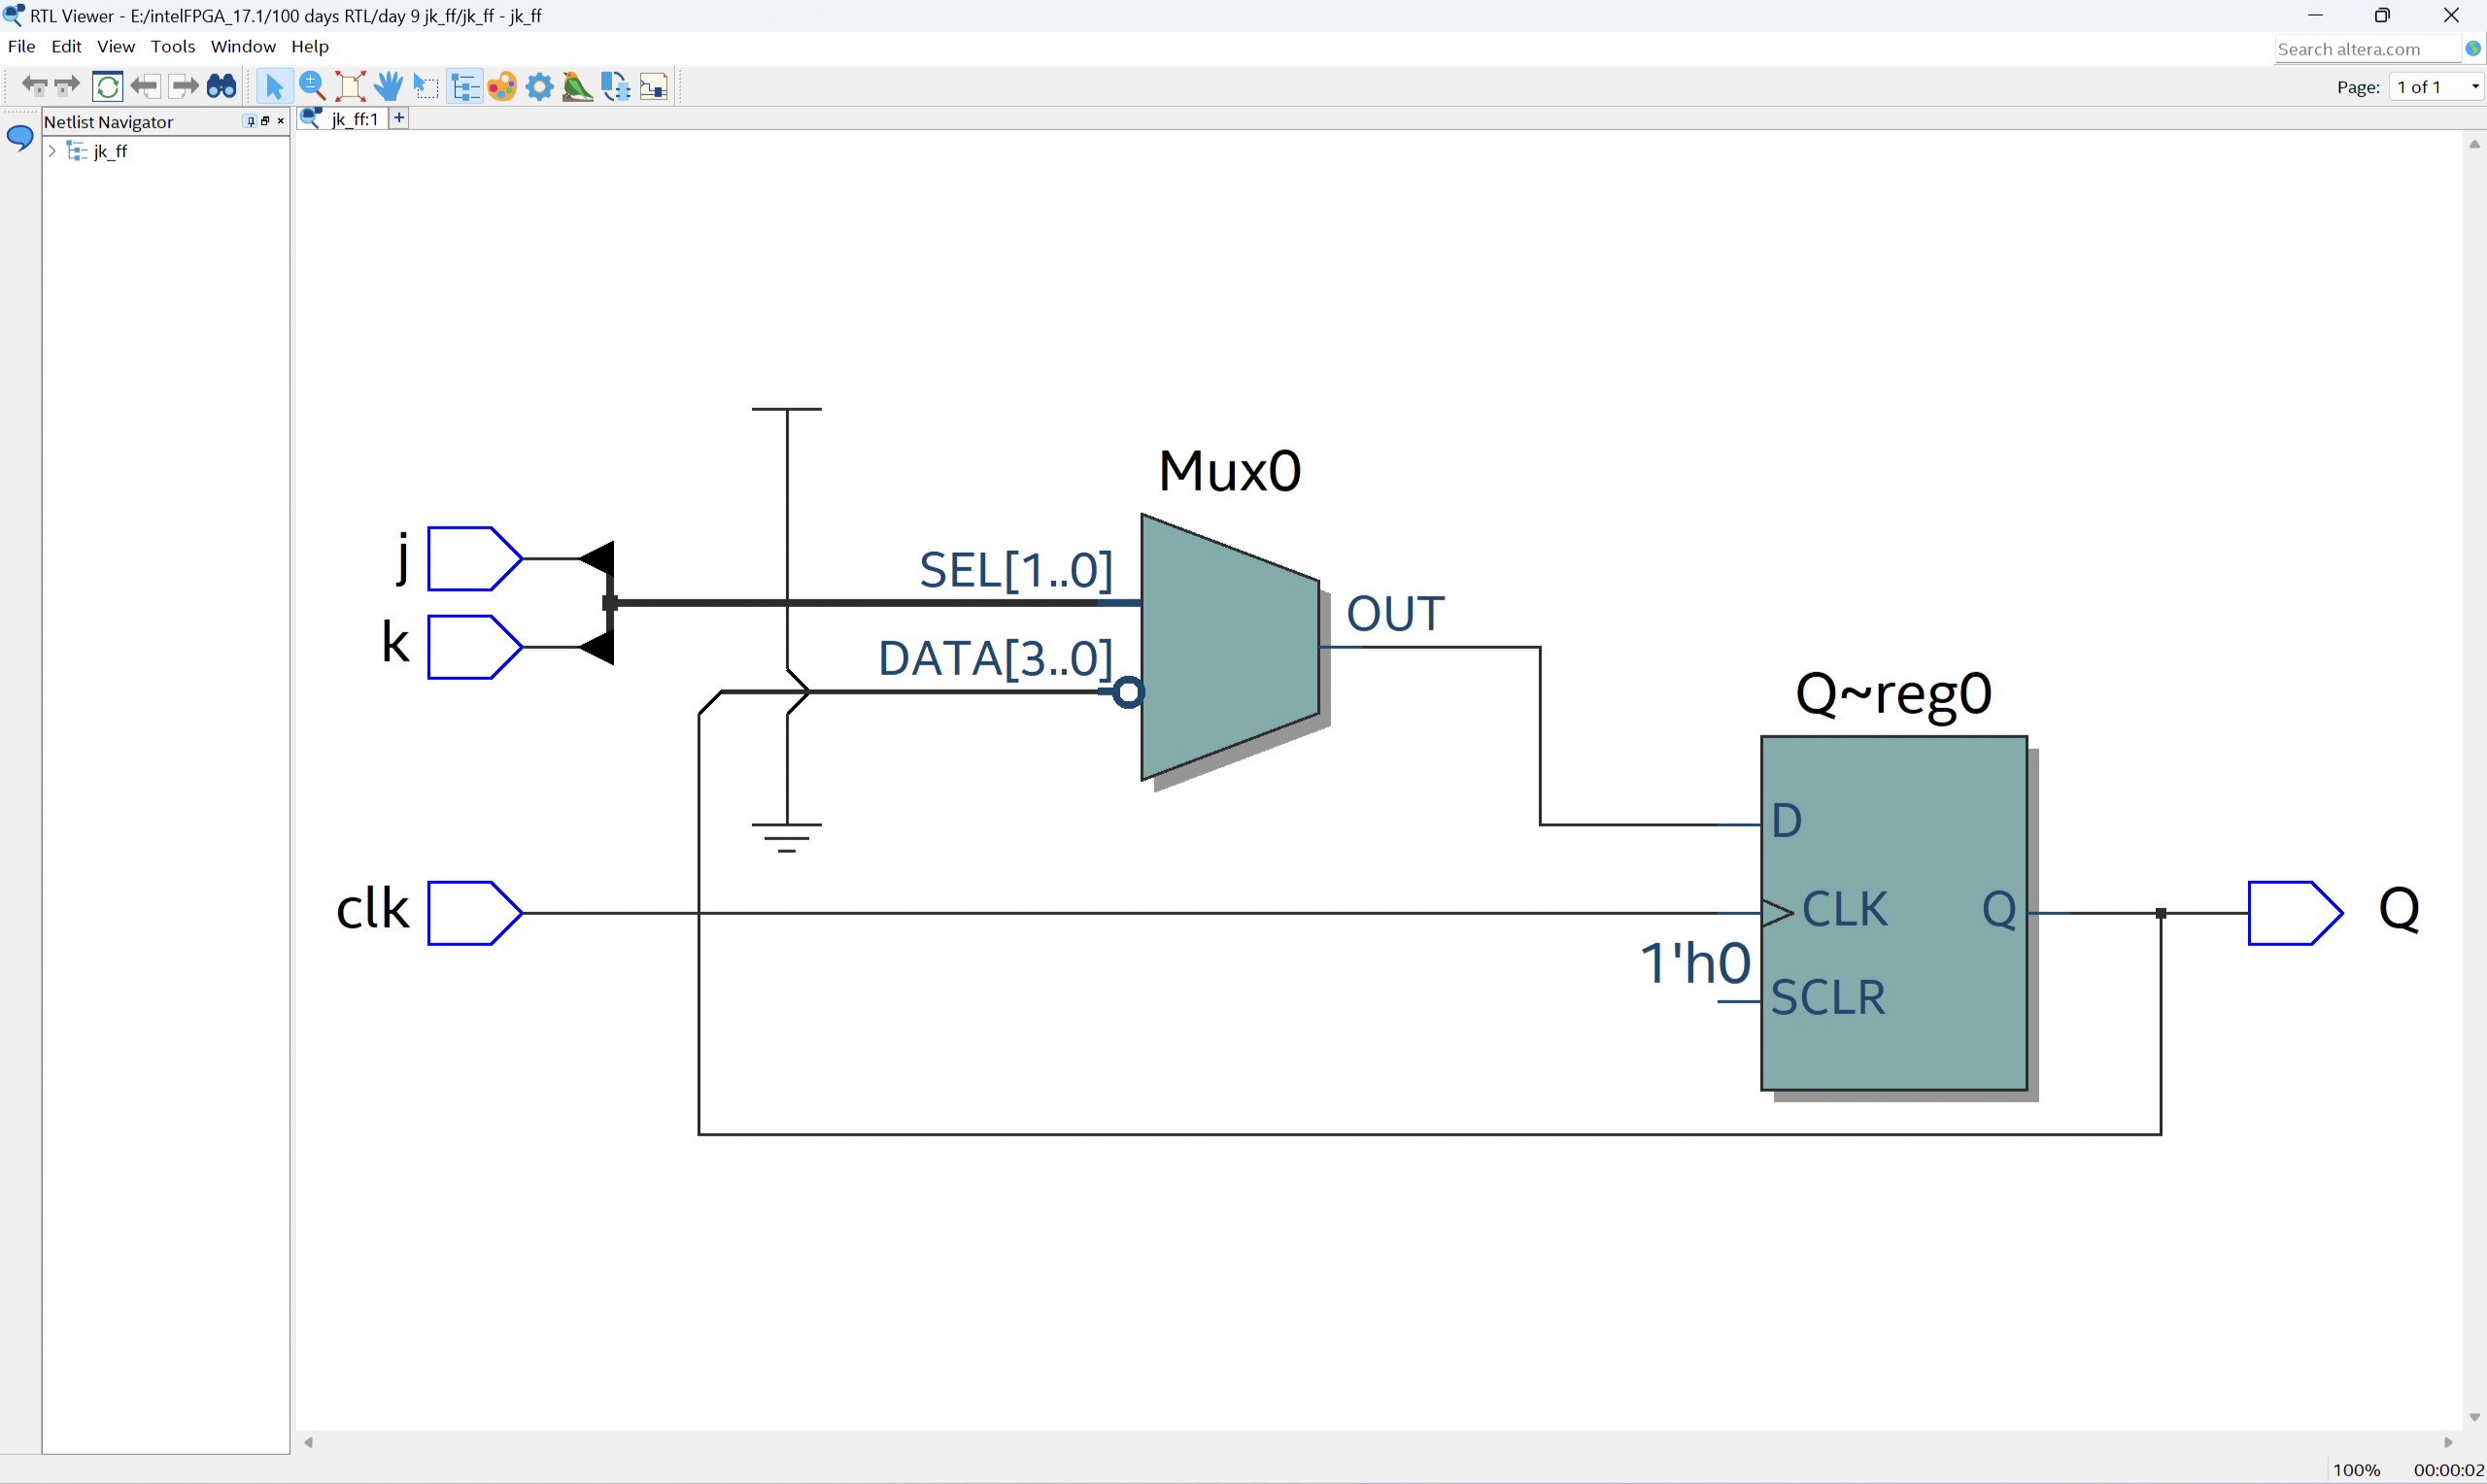 RTL Viewer - E:/intelFPGA_17.1/100 days RTL/day 9 jk_ff/jk_ff - jk_ff
File Edit View Tools Window Help
Search altera.com
Page: 1 of 1
Netlist Navigator
jk_ff:1
jk_ff
Mux0
j
SEL[1..0]
OUT
k
DATA[3..0]
Q~reg0
D
clk
CLK
Q
Q
1'h0
SCLR
100% 00:00:02